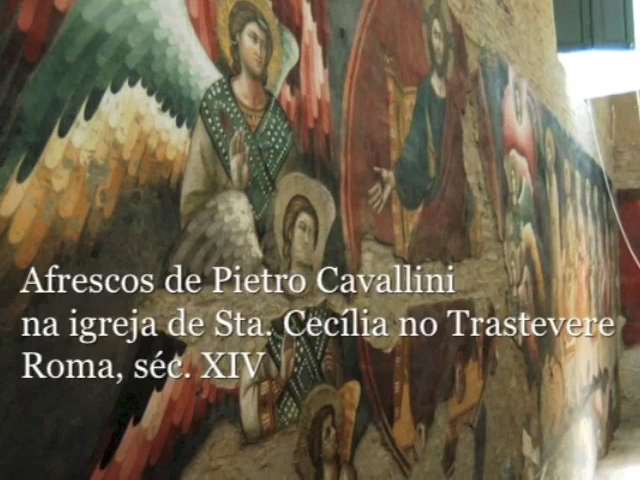 Afrescos de Pietro Cavallini
na igreja de Sta. Cecília no Trastevere
Roma, séc. XIV